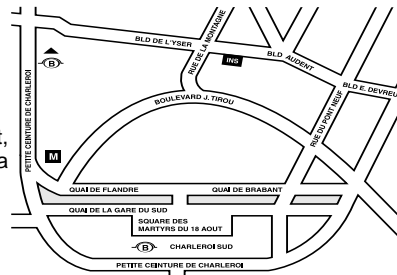 BLD DE L'YSER
RUE DE LA MONTAGNE
INS
BLD AUDENT
BLD E. DEVREU
B
PETITE CEINTURE DE CHARLEROI
BOULEVARD J. TIROU
RUE DU PONT NEUF
t,
a
M
QUAI DE FLANDRE
QUAI DE BRABANT
QUAI DE LA GARE DU SUD
SQUARE DES
MARTYRS DU 18 AOUT
B
CHARLEROI SUD
PETITE CEINTURE DE CHARLEROI